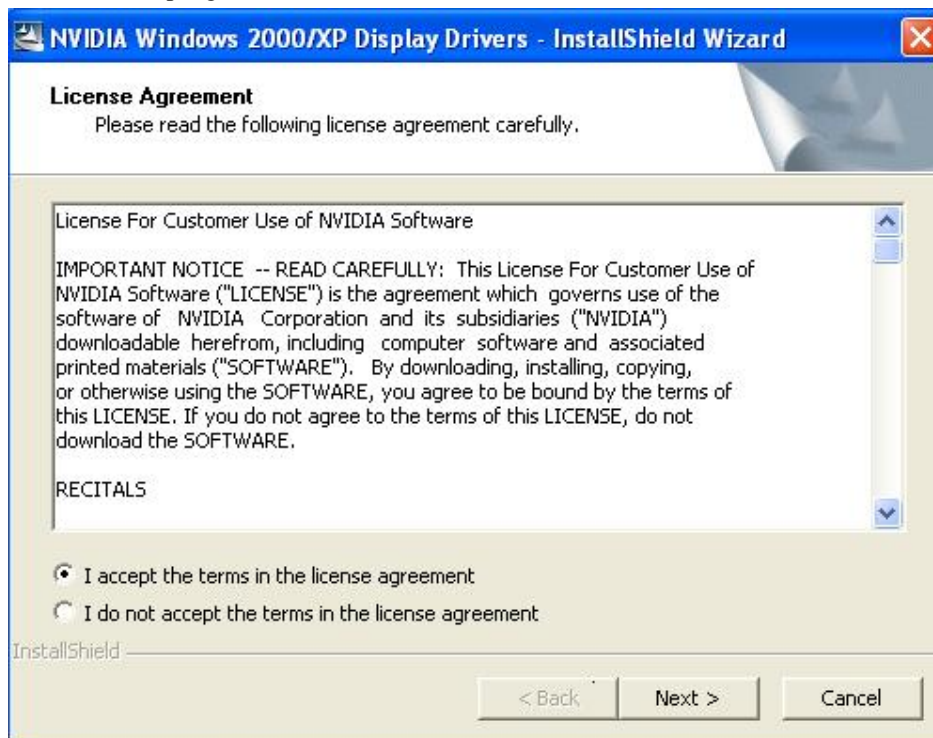 NVIDIA Windows 2000/XP Display Drivers - InstallShield Wizard
License Agreement
Please read the following license agreement carefully.
License For Customer Use of NVIDIA Software
IMPORTANT NOTICE -- READ CAREFULLY: This License For Customer Use of
NVIDIA Software ("LICENSE") is the agreement which governs use of the
software of NVIDIA Corporation and its subsidiaries ("NVIDIA")
downloadable herefrom, including computer software and associated
printed materials ("SOFTWARE"). By downloading, installing, copying,
or otherwise using the SOFTWARE, you agree to be bound by the terms of
this LICENSE. If you do not agree to the terms of this LICENSE, do not
download the SOFTWARE.
RECITALS
I accept the terms in the license agreement
I do not accept the terms in the license agreement
InstallShield
< Back Next > Cancel